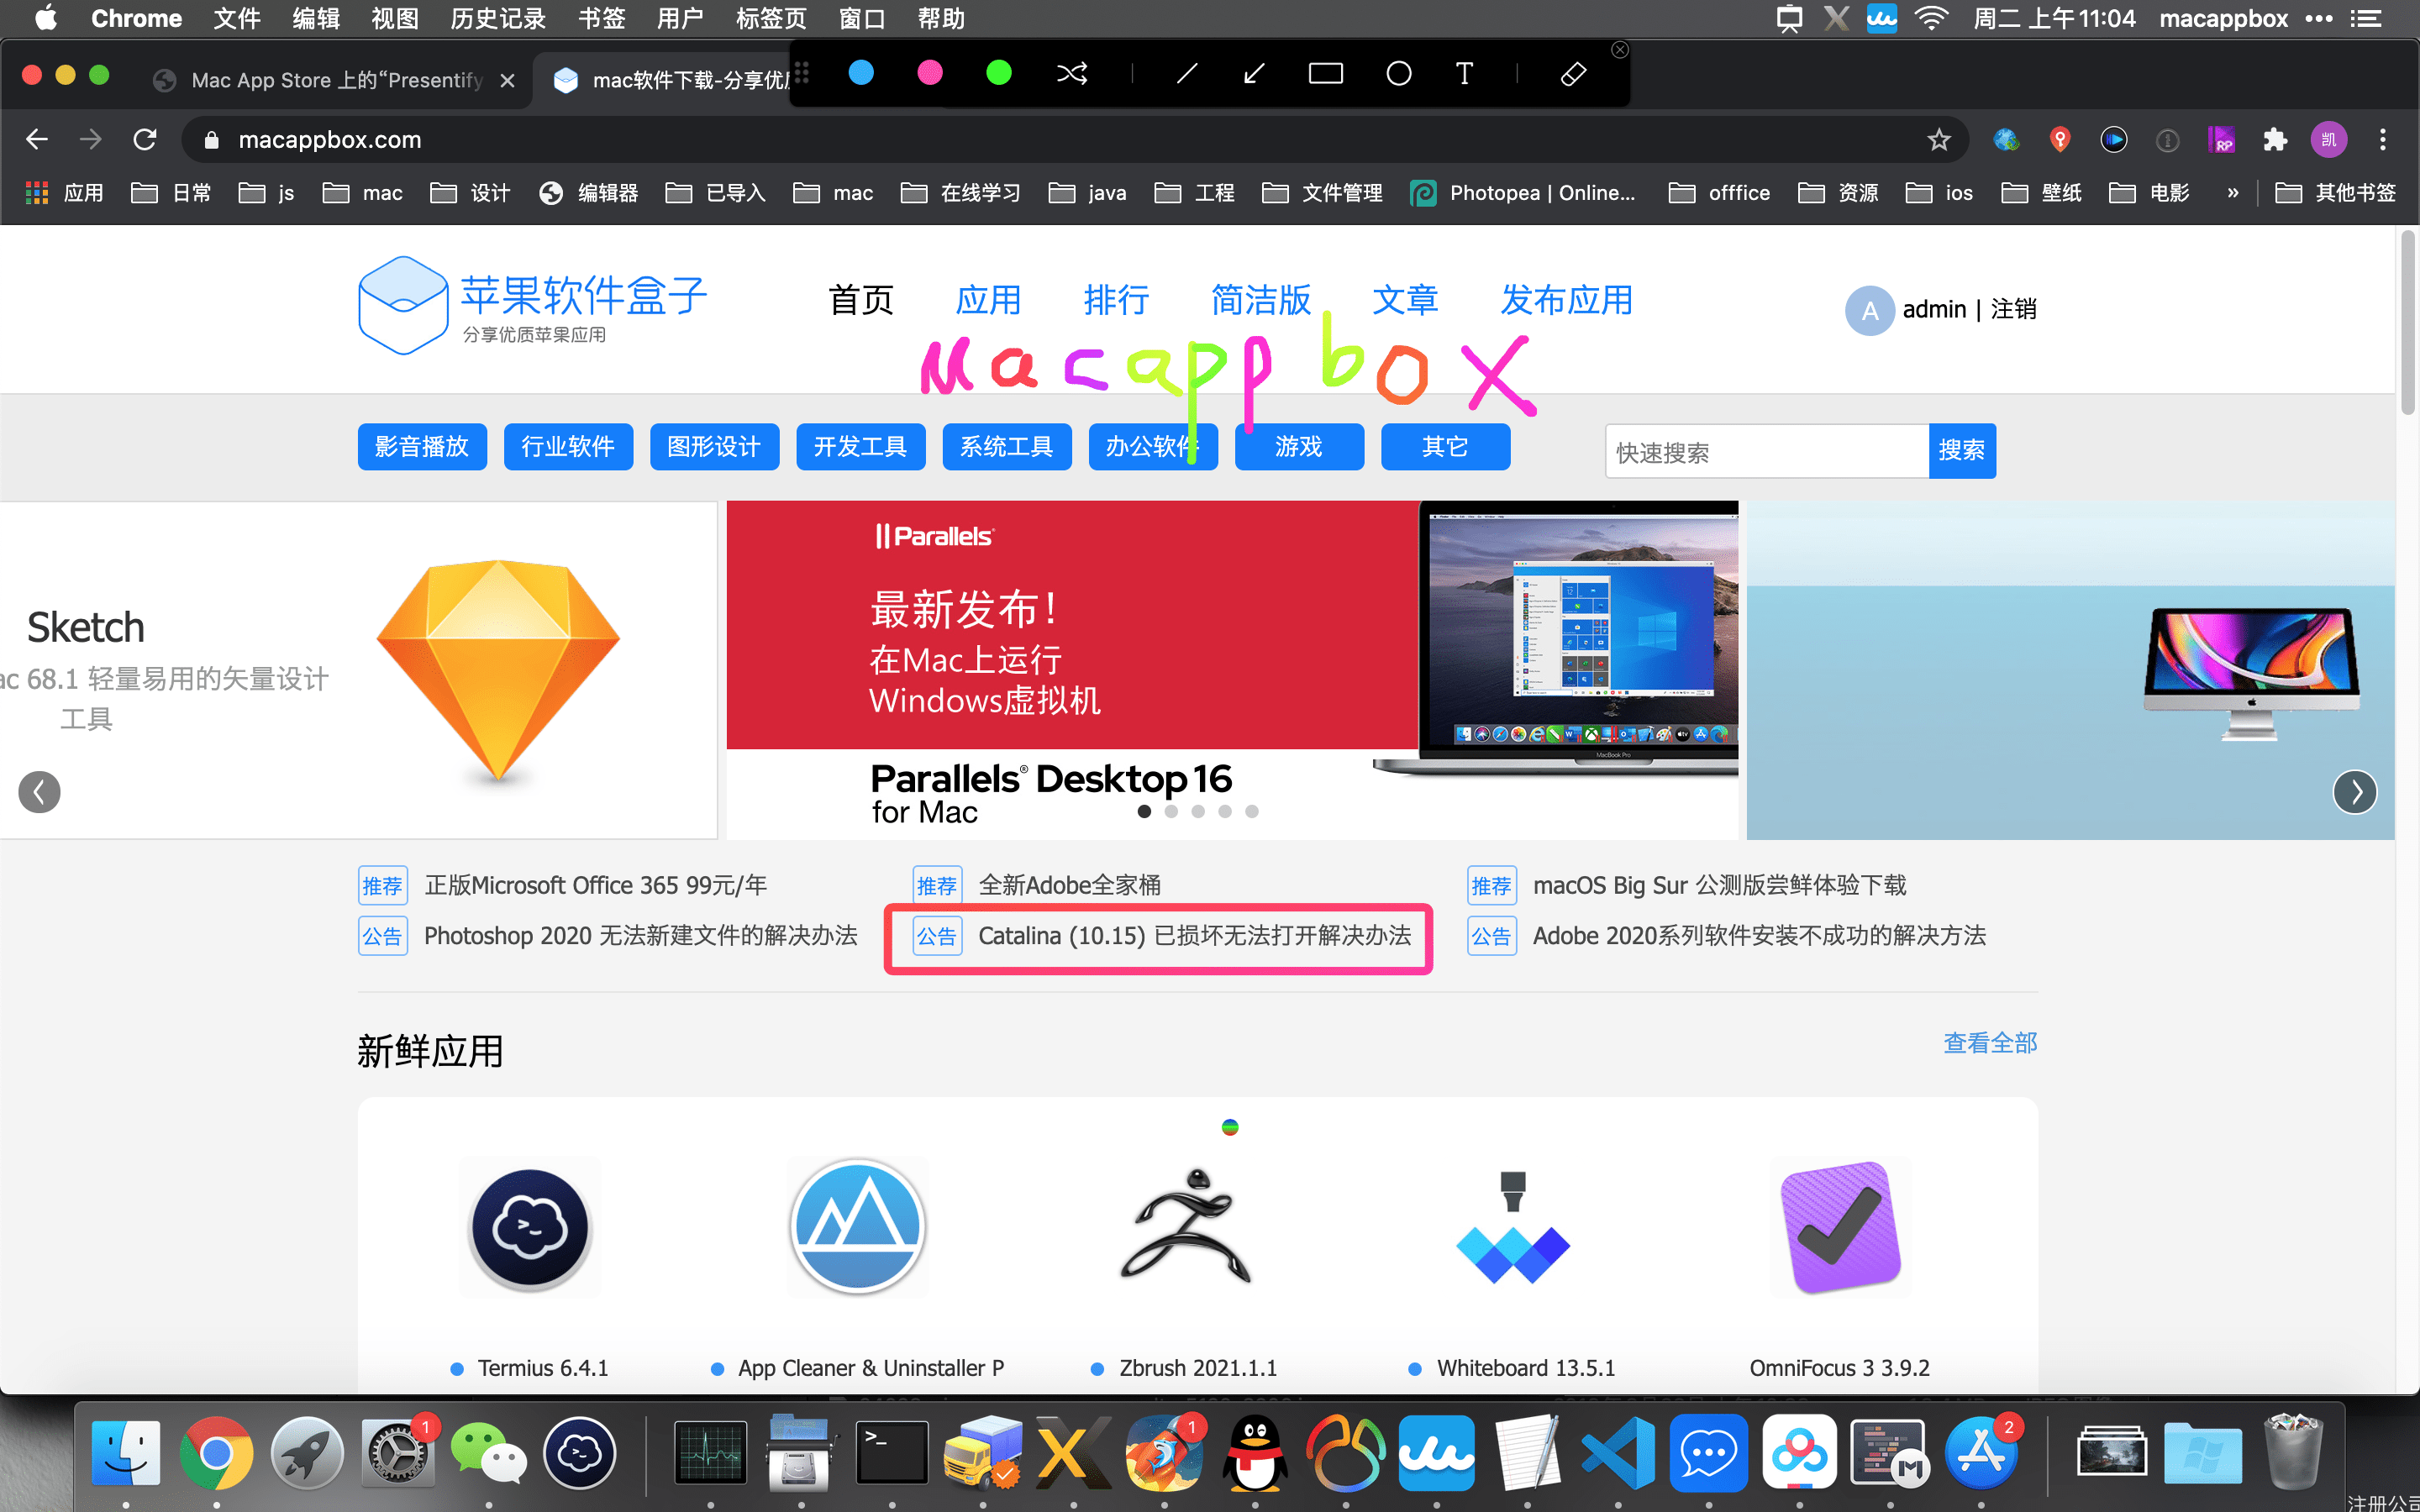 Chrome 文件 编辑 视图 历史记录 书签 用户 标签页 窗口 帮助 周二 上午11:04 macappbox
Mac App Store 上的“Presentify mac软件下载-分享优 T
macappbox.com RP 凯
应用 日常 js mac 设计 编辑器 已导入 mac 在线学习 java 工程 文件管理 Photopea | Online... offfice 资源 ios 壁纸 电影 » 其他书签
苹果软件盒子
分享优质苹果应用
首页 应用 排行 简洁版 文章 发布应用
A admin | 注销
Macappbox
影音播放 行业软件 图形设计 开发工具 系统工具 办公软件 游戏 其它 快速搜索 搜索
Sketch
ac 68.1 轻量易用的矢量设计
工具
Parallels
最新发布！
在Mac上运行
Windows虚拟机
Parallels® Desktop 16
for Mac
MacBook Pro
推荐 正版Microsoft Office 365 99元/年 推荐 全新Adobe全家桶 推荐 macOS Big Sur 公测版尝鲜体验下载
公告 Photoshop 2020 无法新建文件的解决办法 公告 Catalina (10.15) 已损坏无法打开解决办法 公告 Adobe 2020系列软件安装不成功的解决方法
新鲜应用 查看全部
Termius 6.4.1 App Cleaner & Uninstaller P Zbrush 2021.1.1 Whiteboard 13.5.1 OmniFocus 3 3.9.2
1 >_ 1 2
注册公司